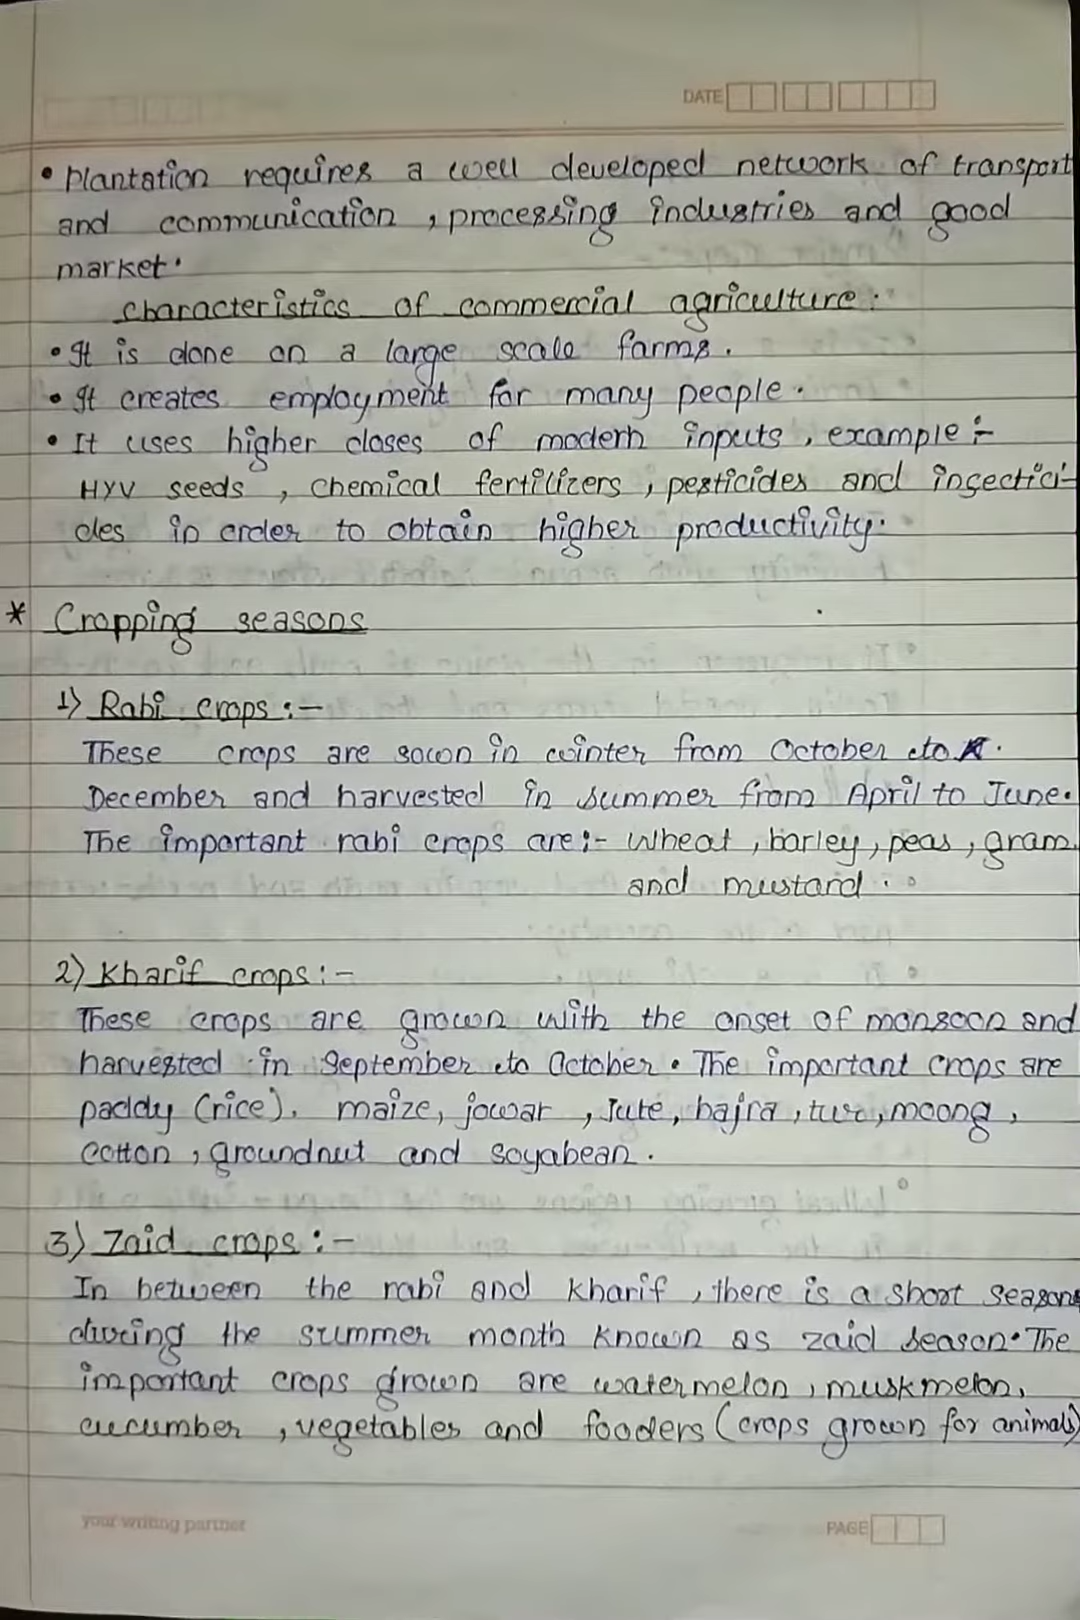 DATE
• Plantation requires a well developed network of transport
and communication , processing industries and good
market.
characteristics of commercial agriculture :
• It is done on a large scale farms .
• It creates employment for many people .
• It uses higher doses of modern inputs , example :-
HYV seeds , chemical fertilizers , pesticides and insectici-
des in order to obtain higher productivity.
* Cropping seasons
1) Rabi crops :-
These crops are sown in winter from October to
December and harvested in summer from April to June.
The important rabi crops are :- wheat , barley , peas , gram
and mustard .
2) Kharif crops : -
These crops are grown with the onset of monsoon and
harvested in September to October . The important crops are
paddy (rice), maize, jowar , Jute, bajra , tur, moong ,
cotton , groundnut and soyabean .
3) Zaid crops : -
In between the rabi and kharif , there is a short season
during the summer month known as zaid season. The
important crops grown are watermelon , muskmelon,
cucumber , vegetables and fooders (crops grown for animals)
your writing partner
PAGE